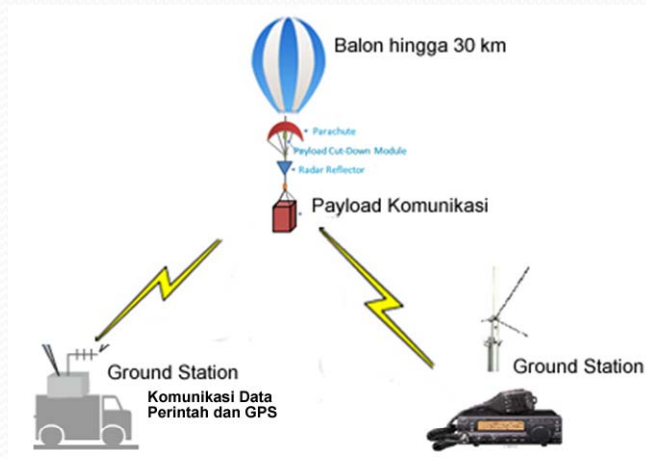 Balon hingga 30 km
Parachute
Payload Cut-Down Module
Radar Reflector
Payload Komunikasi
Ground Station
Komunikasi Data
Perintah dan GPS
Ground Station